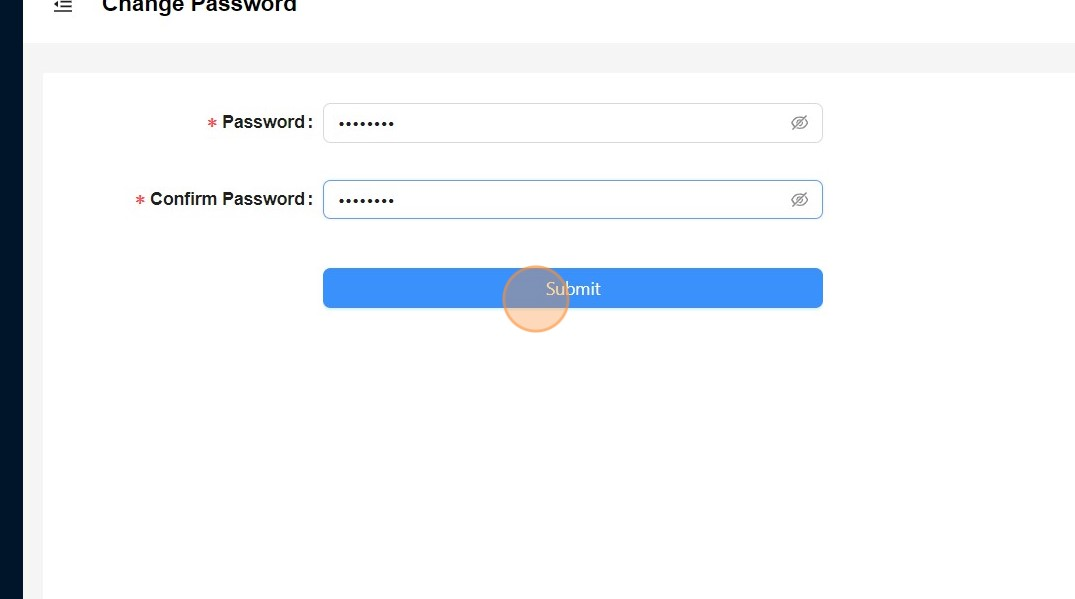 Change Password
* Password:
••••••••
* Confirm Password:
••••••••
Submit